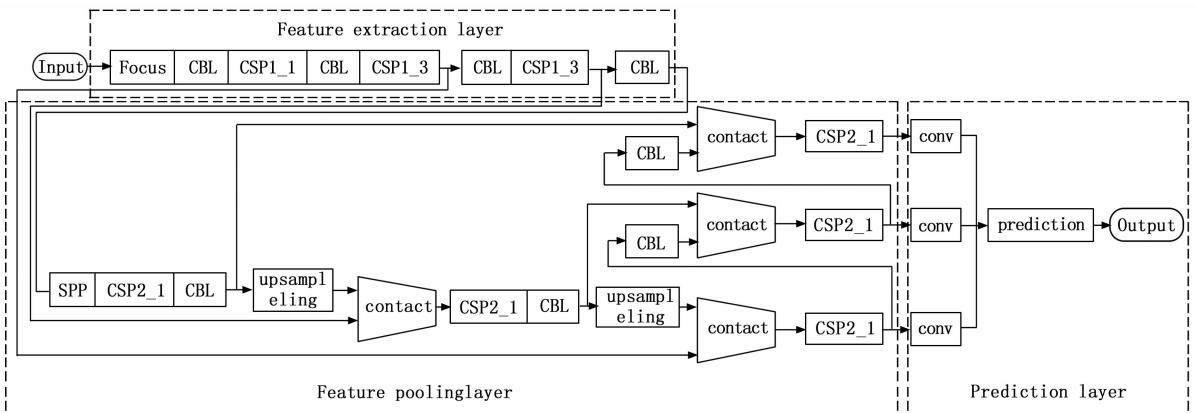 Feature extraction layer
Input
Focus
CBL
CSP1_1
CBL
CSP1_3
CBL
CSP1_3
CBL
contact
CSP2_1
conv
CBL
contact
CSP2_1
conv
prediction
Output
CBL
SPP
CSP2_1
CBL
upsampl
eling
contact
CSP2_1
CBL
upsampl
eling
contact
CSP2_1
conv
Feature poolinglayer
Prediction layer